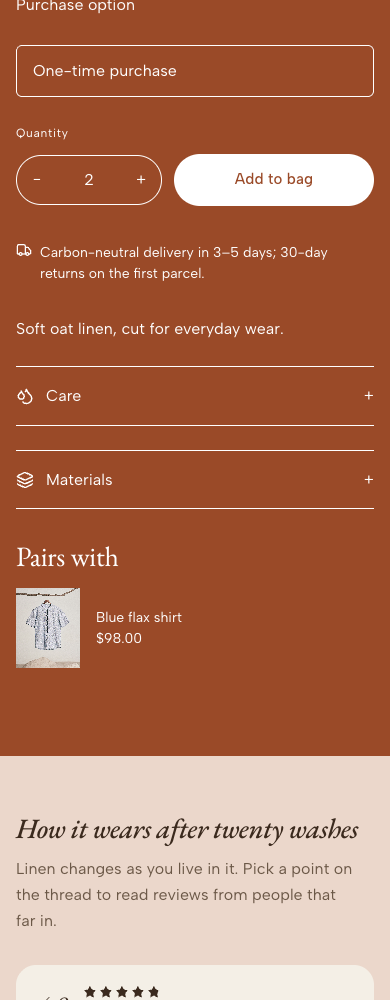 Purchase option
One-time purchase
Quantity
- 2 +
Add to bag
Carbon-neutral delivery in 3–5 days; 30-day
returns on the first parcel.
Soft oat linen, cut for everyday wear.
Care +
Materials +
Pairs with
Blue flax shirt
$98.00
How it wears after twenty washes
Linen changes as you live in it. Pick a point on
the thread to read reviews from people that
far in.